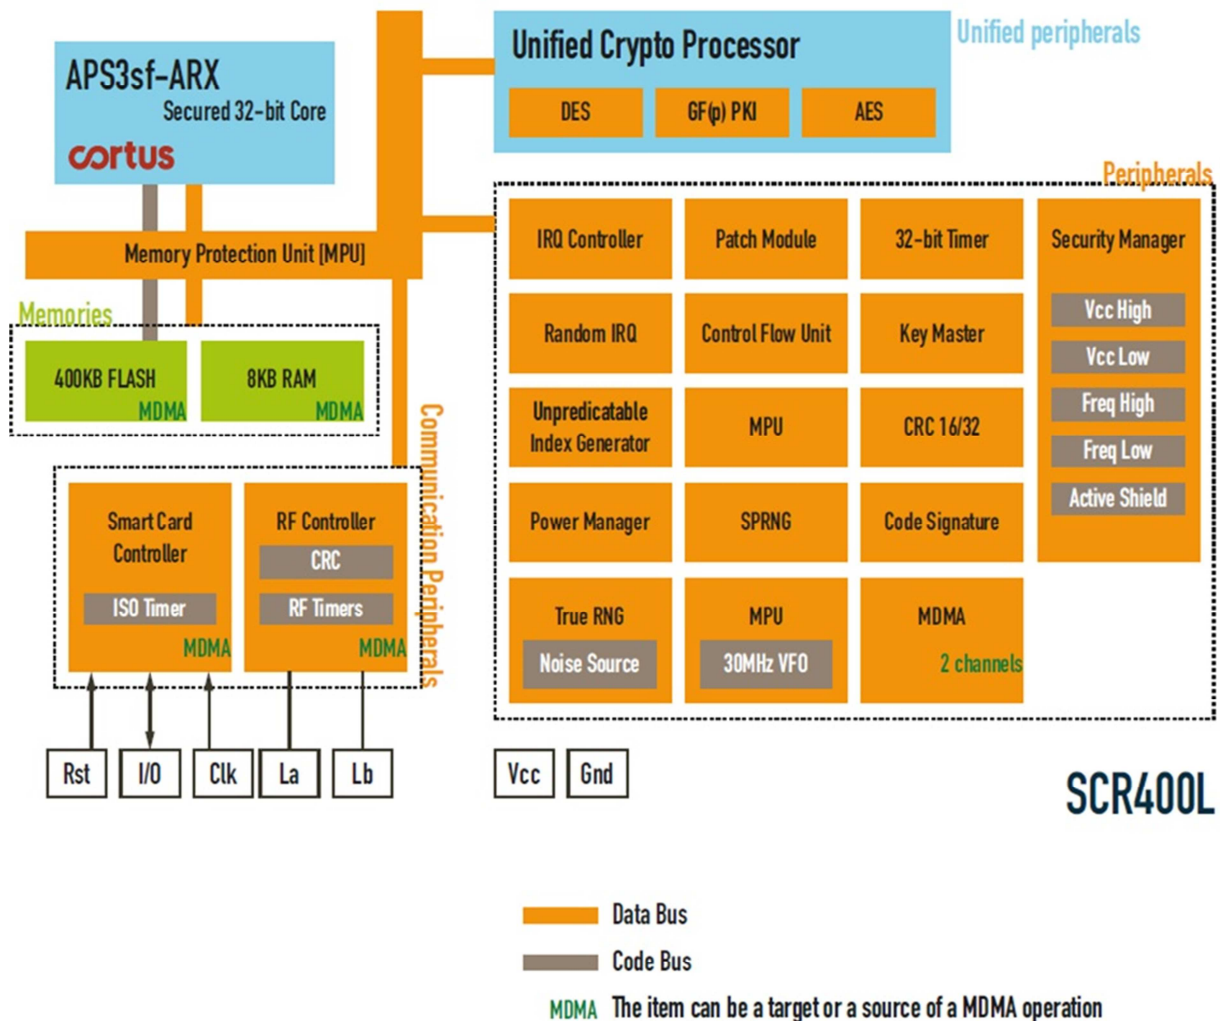 APS3sf-ARX
Secured 32-bit Core
cortus
Unified Crypto Processor
DES
GF(p) PKI
AES
Unified peripherals
Memory Protection Unit [MPU]
Memories
400KB FLASH
MDMA
8KB RAM
MDMA
Communication Peripherals
Smart Card
Controller
ISO Timer
MDMA
RF Controller
CRC
RF Timers
MDMA
Rst
I/O
Clk
La
Lb
Peripherals
IRQ Controller
Patch Module
32-bit Timer
Security Manager
Vcc High
Vcc Low
Freq High
Freq Low
Active Shield
Random IRQ
Control Flow Unit
Key Master
Unpredicatable
Index Generator
MPU
CRC 16/32
Power Manager
SPRNG
Code Signature
True RNG
Noise Source
MPU
30MHz VFO
MDMA
2 channels
Vcc
Gnd
SCR400L
Data Bus
Code Bus
MDMA The item can be a target or a source of a MDMA operation